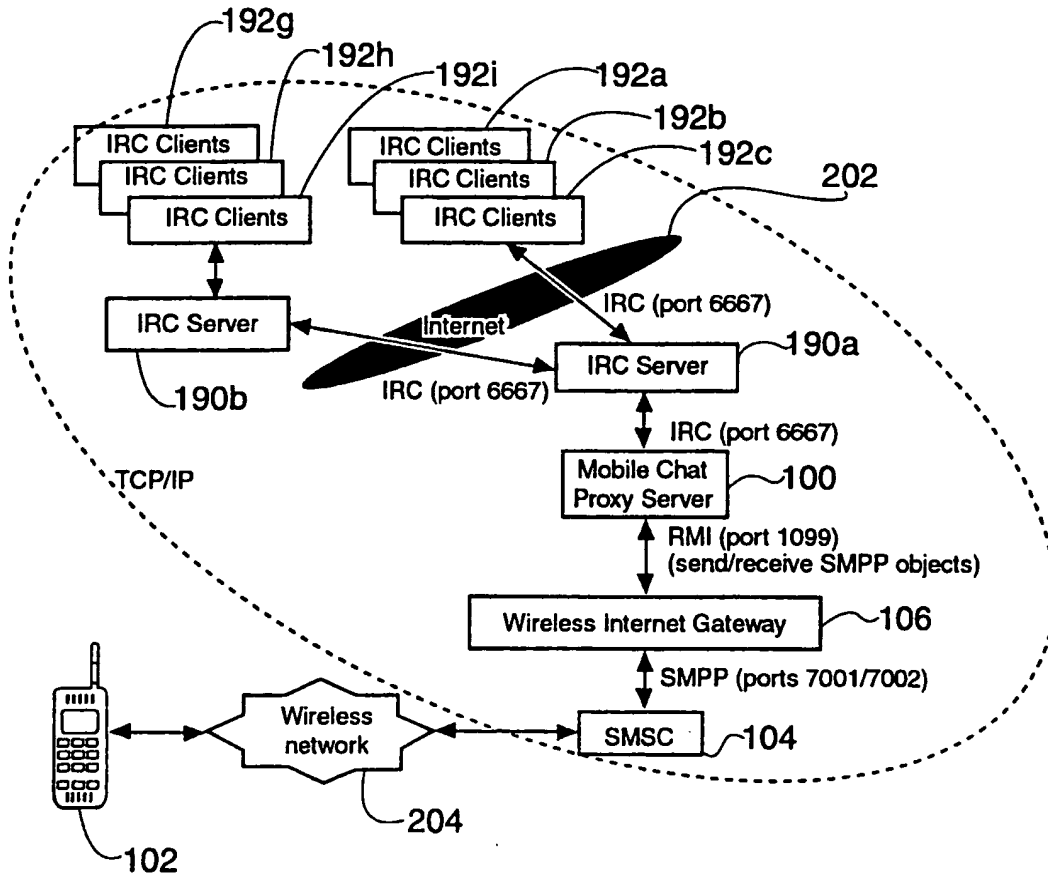 192g
192h
192i
192a
192b
192c
202
IRC Clients
IRC Clients
IRC Clients
IRC Clients
IRC Clients
IRC Clients
IRC (port 6667)
IRC Server
Internet
190b
IRC (port 6667)
IRC Server
190a
IRC (port 6667)
TCP/IP
Mobile Chat
Proxy Server
100
RMI (port 1099)
(send/receive SMPP objects)
Wireless Internet Gateway
106
SMPP (ports 7001/7002)
Wireless
network
SMSC
104
204
102